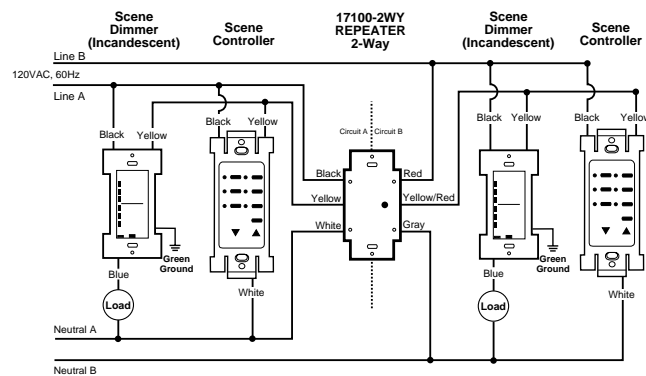 Scene
Dimmer
(Incandescent)
Scene
Controller
17100-2WY
REPEATER
2-Way
Scene
Dimmer
(Incandescent)
Scene
Controller
Line B
120VAC, 60Hz
Line A
Black
Yellow
Black
Yellow
Circuit A
Circuit B
Black
Yellow
Black
Yellow
Black
Red
Yellow
Yellow/Red
White
Gray
Green
Ground
Green
Ground
Blue
Blue
White
White
Load
Load
Neutral A
Neutral B